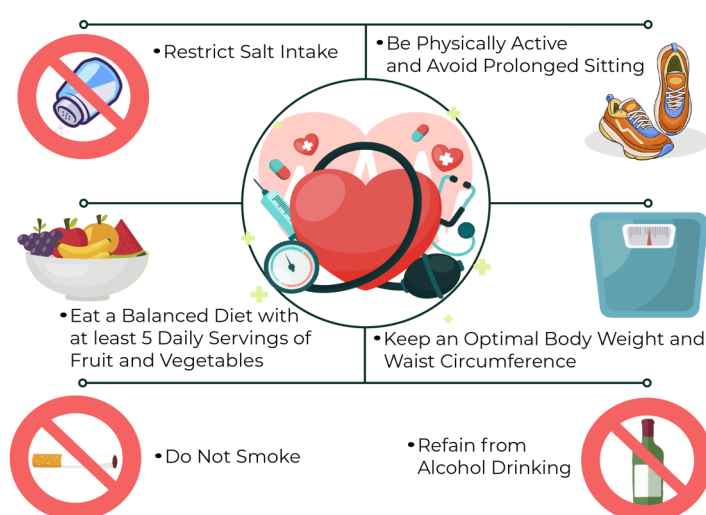 • Restrict Salt Intake
• Be Physically Active
and Avoid Prolonged Sitting
• Eat a Balanced Diet with
at least 5 Daily Servings of
Fruit and Vegetables
• Keep an Optimal Body Weight and
Waist Circumference
• Do Not Smoke
• Refain from
Alcohol Drinking